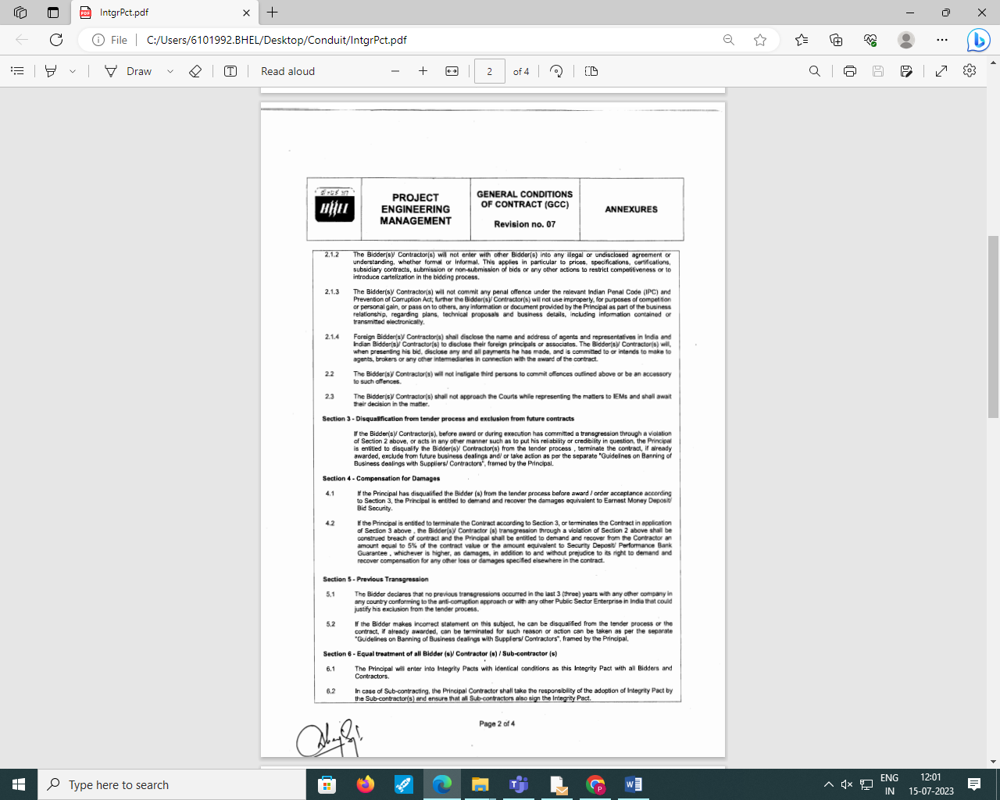 IntgrPct.pdf
File
C:/Users/6101992.BHEL/Desktop/Conduit/IntgrPct.pdf
Draw
Read aloud
2
of 4
BHEL
PROJECT
ENGINEERING
MANAGEMENT
GENERAL CONDITIONS
OF CONTRACT (GCC)
Revision no. 07
ANNEXURES
2.1.2 The Bidder(s)/ Contractor(s) will not enter with other Bidder(s) into any illegal or undisclosed agreement or
understanding, whether formal or informal. This applies in particular to prices, specifications, certifications,
subsidiary contracts, submission or non-submission of bids or any other actions to restrict competitiveness or to
introduce cartelization in the bidding process.
2.1.3 The Bidder(s)/ Contractor(s) will not commit any penal offence under the relevant Indian Penal Code (IPC) and
Prevention of Corruption Act; further the Bidder(s)/ Contractor(s) will not use improperly, for purposes of competition
or personal gain, or pass on to others, any information or document provided by the Principal as part of the business
relationship, regarding plans, technical proposals and business details, including information contained or
transmitted electronically.
2.1.4 Foreign Bidder(s)/ Contractor(s) shall disclose the name and address of agents and representatives in India and
Indian Bidder(s)/ Contractor(s) to disclose their foreign principals or associates. The Bidder(s)/ Contractor(s) will,
when presenting his bid, disclose any and all payments he has made, and is committed to or intends to make to
agents, brokers or any other intermediaries in connection with the award of the contract.
2.2 The Bidder(s)/ Contractor(s) will not instigate third persons to commit offences outlined above or be an accessory
to such offences.
2.3 The Bidder(s)/ Contractor(s) shall not approach the Courts while representing the matters to IEMs and shall await
their decision in the matter.
Section 3 - Disqualification from tender process and exclusion from future contracts
If the Bidder(s)/ Contractor(s), before award or during execution has committed a transgression through a violation
of Section 2 above, or acts in any other manner such as to put his reliability or credibility in question, the Principal
is entitled to disqualify the Bidder(s)/ Contractor(s) from the tender process , terminate the contract, if already
awarded, exclude from future business dealings and/ or take action as per the separate "Guidelines on Banning of
Business dealings with Suppliers/ Contractors", framed by the Principal.
Section 4 - Compensation for Damages
4.1 If the Principal has disqualified the Bidder (s) from the tender process before award / order acceptance according
to Section 3, the Principal is entitled to demand and recover the damages equivalent to Earnest Money Deposit/
Bid Security.
4.2 If the Principal is entitled to terminate the Contract according to Section 3, or terminates the Contract in application
of Section 3 above , the Bidder(s)/ Contractor (s) transgression through a violation of Section 2 above shall be
construed breach of contract and the Principal shall be entitled to demand and recover from the Contractor an
amount equal to 5% of the contract value or the amount equivalent to Security Deposit/ Performance Bank
Guarantee , whichever is higher, as damages, in addition to and without prejudice to its right to demand and
recover compensation for any other loss or damages specified elsewhere in the contract.
Section 5 - Previous Transgression
5.1 The Bidder declares that no previous transgressions occurred in the last 3 (three) years with any other company in
any country conforming to the anti-corruption approach or with any other Public Sector Enterprise in India that could
justify his exclusion from the tender process.
5.2 If the Bidder makes incorrect statement on this subject, he can be disqualified from the tender process or the
contract, if already awarded, can be terminated for such reason or action can be taken as per the separate
"Guidelines on Banning of Business dealings with Suppliers/ Contractors", framed by the Principal.
Section 6 - Equal treatment of all Bidder (s)/ Contractor (s) / Sub-contractor (s)
6.1 The Principal will enter into Integrity Pacts with identical conditions as this Integrity Pact with all Bidders and
Contractors.
6.2 In case of Sub-contracting, the Principal Contractor shall take the responsibility of the adoption of Integrity Pact by
the Sub-contractor(s) and ensure that all Sub-contractors also sign the Integrity Pact.
Page 2 of 4
Type here to search
ENG
IN
12:01
15-07-2023